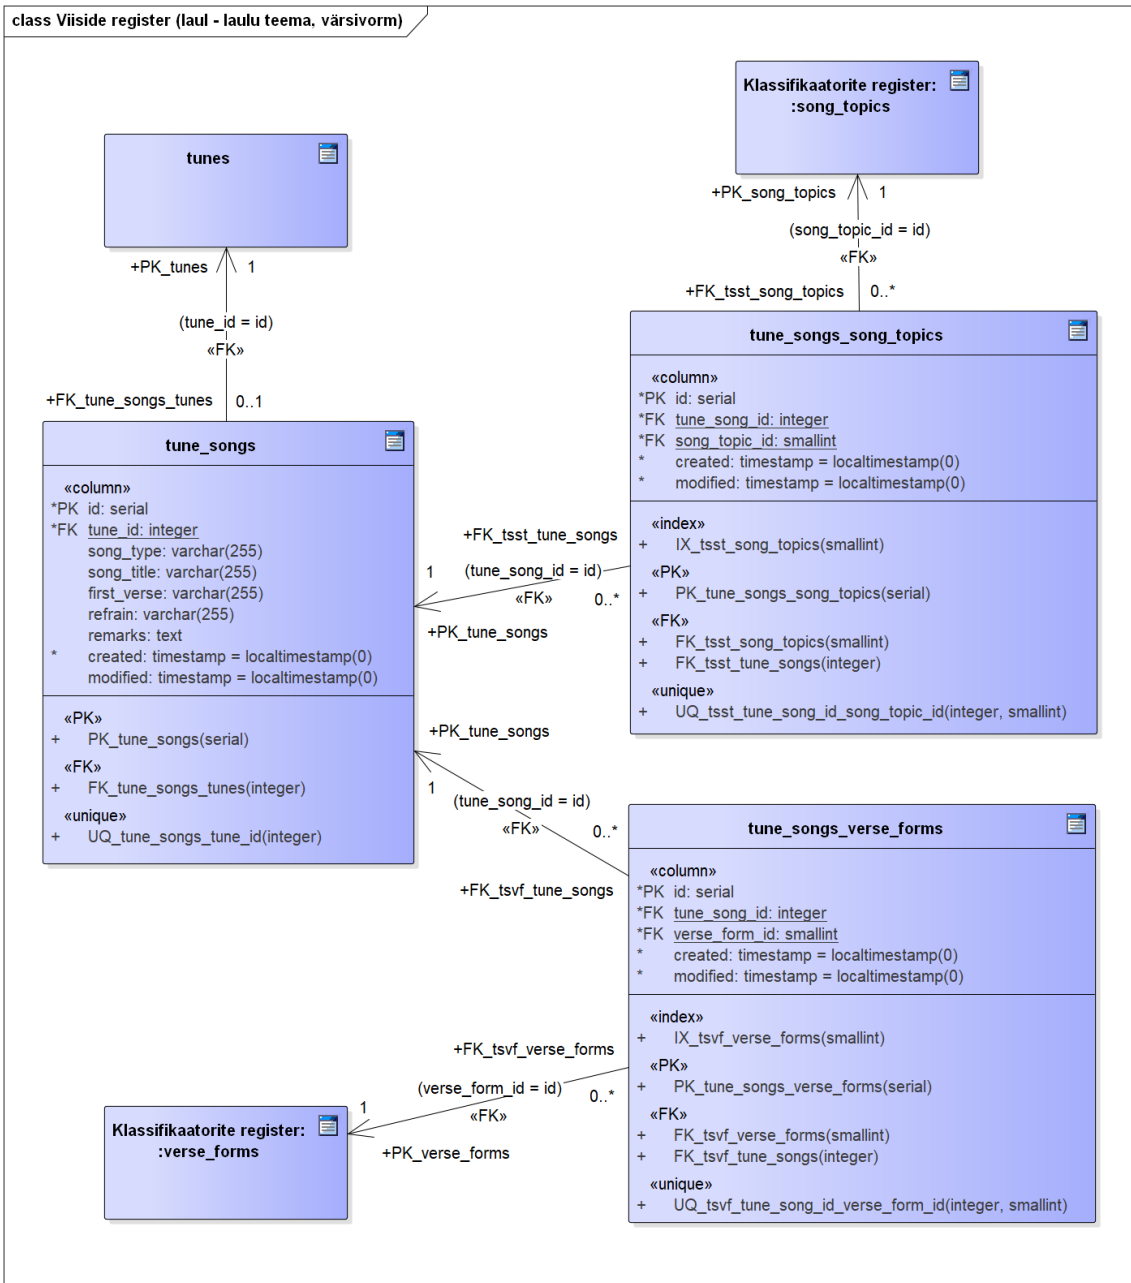 class Viiside register (laul - laulu teema, värsivorm)
Klassifikaatorite register:
:song_topics
tunes
+PK_song_topics
1
(song_topic_id = id)
«FK»
+FK_tsst_song_topics
0..*
+PK_tunes
1
(tune_id = id)
«FK»
+FK_tune_songs_tunes
0..1
tune_songs_song_topics
«column»
*PK id: serial
*FK tune_song_id: integer
*FK song_topic_id: smallint
* created: timestamp = localtimestamp(0)
* modified: timestamp = localtimestamp(0)
«index»
+ IX_tsst_song_topics(smallint)
«PK»
+ PK_tune_songs_song_topics(serial)
«FK»
+ FK_tsst_song_topics(smallint)
+ FK_tsst_tune_songs(integer)
«unique»
+ UQ_tsst_tune_song_id_song_topic_id(integer, smallint)
tune_songs
«column»
*PK id: serial
*FK tune_id: integer
song_type: varchar(255)
song_title: varchar(255)
first_verse: varchar(255)
refrain: varchar(255)
remarks: text
* created: timestamp = localtimestamp(0)
modified: timestamp = localtimestamp(0)
«PK»
+ PK_tune_songs(serial)
«FK»
+ FK_tune_songs_tunes(integer)
«unique»
+ UQ_tune_songs_tune_id(integer)
+FK_tsst_tune_songs
1
(tune_song_id = id)
«FK»
0..*
+PK_tune_songs
+PK_tune_songs
1
(tune_song_id = id)
«FK»
0..*
+FK_tsvf_tune_songs
tune_songs_verse_forms
«column»
*PK id: serial
*FK tune_song_id: integer
*FK verse_form_id: smallint
* created: timestamp = localtimestamp(0)
* modified: timestamp = localtimestamp(0)
«index»
+ IX_tsvf_verse_forms(smallint)
«PK»
+ PK_tune_songs_verse_forms(serial)
«FK»
+ FK_tsvf_verse_forms(smallint)
+ FK_tsvf_tune_songs(integer)
«unique»
+ UQ_tsvf_tune_song_id_verse_form_id(integer, smallint)
+FK_tsvf_verse_forms
(verse_form_id = id)
0..*
1
«FK»
+PK_verse_forms
Klassifikaatorite register:
:verse_forms